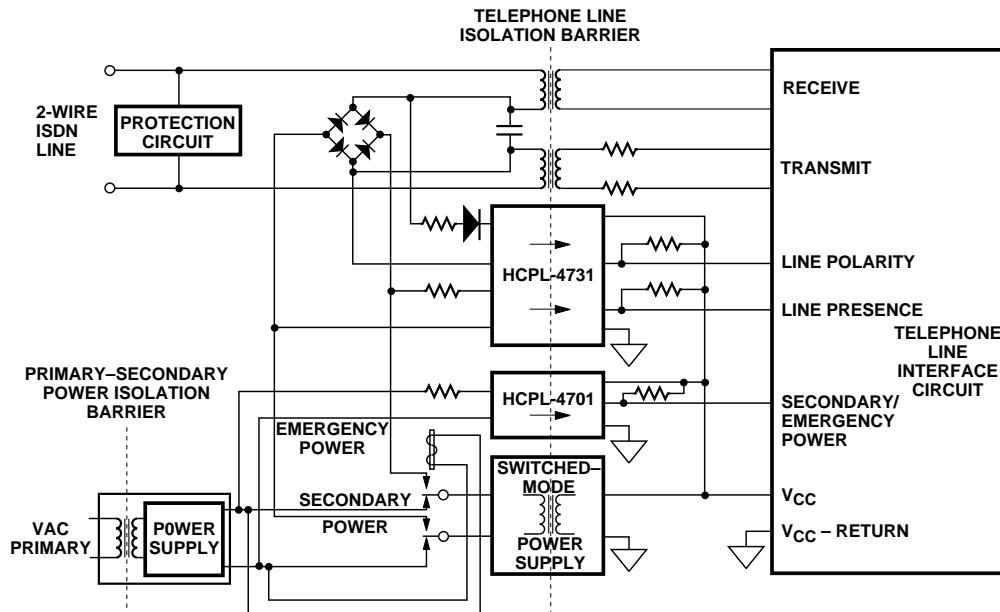 TELEPHONE LINE
ISOLATION BARRIER
2-WIRE
ISDN
LINE
PROTECTION
CIRCUIT
RECEIVE
TRANSMIT
HCPL-4731
LINE POLARITY
LINE PRESENCE
TELEPHONE
LINE
INTERFACE
CIRCUIT
PRIMARY–SECONDARY
POWER ISOLATION
BARRIER
HCPL-4701
SECONDARY/
EMERGENCY
POWER
EMERGENCY
POWER
SECONDARY
POWER
SWITCHED–
MODE
POWER
SUPPLY
VAC
PRIMARY
P0WER
SUPPLY
VCC
VCC – RETURN